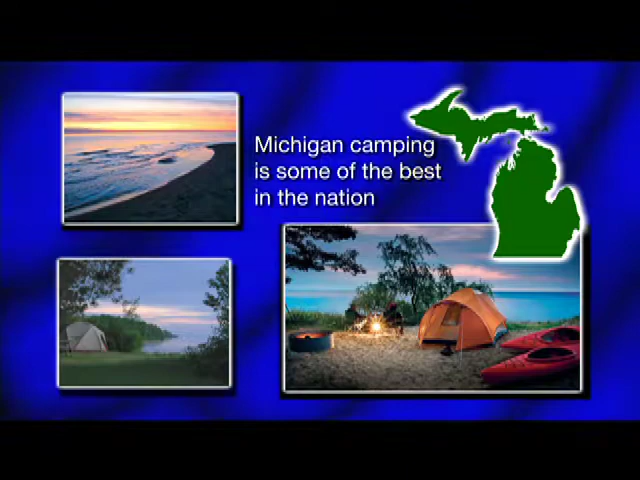 Michigan camping
is some of the best
in the nation